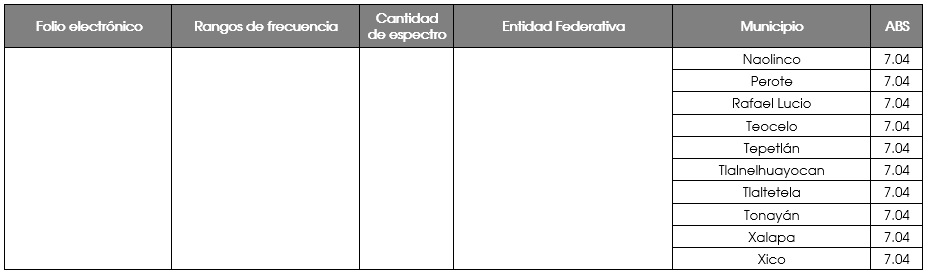 Folio electrónico Rangos de frecuencia Cantidad de espectro Entidad Federativa Municipio ABS
Naolinco 7.04
Perote 7.04
Rafael Lucio 7.04
Teocelo 7.04
Tepetlán 7.04
Tlalnelhuayocan 7.04
Tlaltetela 7.04
Tonayán 7.04
Xalapa 7.04
Xico 7.04